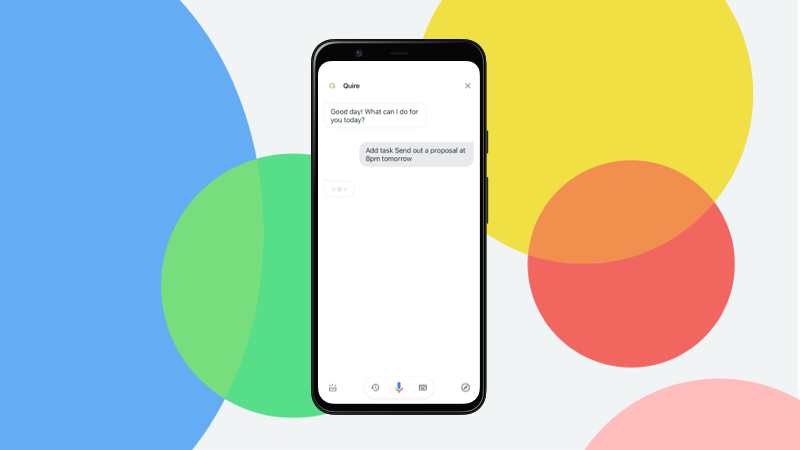 Quire
Good day! What can I do for
you today?
Add task Send out a proposal at
8pm tomorrow